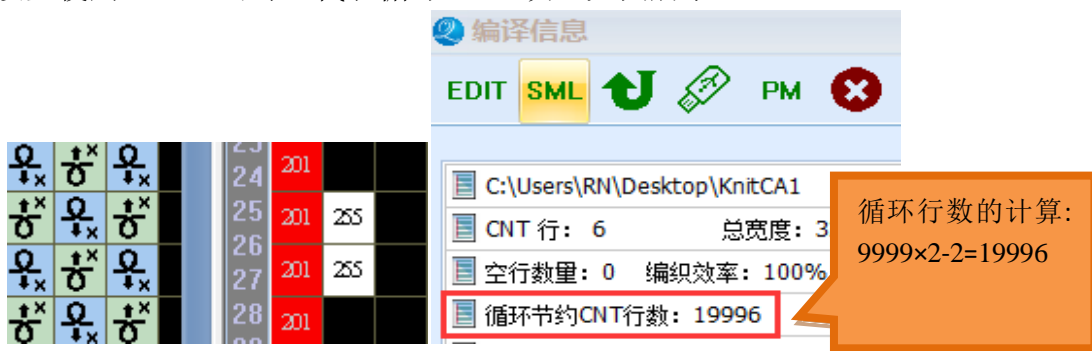 编译信息
EDIT SML PM
24 201
25 201 255
26
27 201 255
28 201
C:\Users\RN\Desktop\KnitCA1
CNT 行: 6 总宽度: 3
空行数量: 0 编织效率: 100%
循环节约CNT行数: 19996
循环行数的计算:
9999×2-2=19996